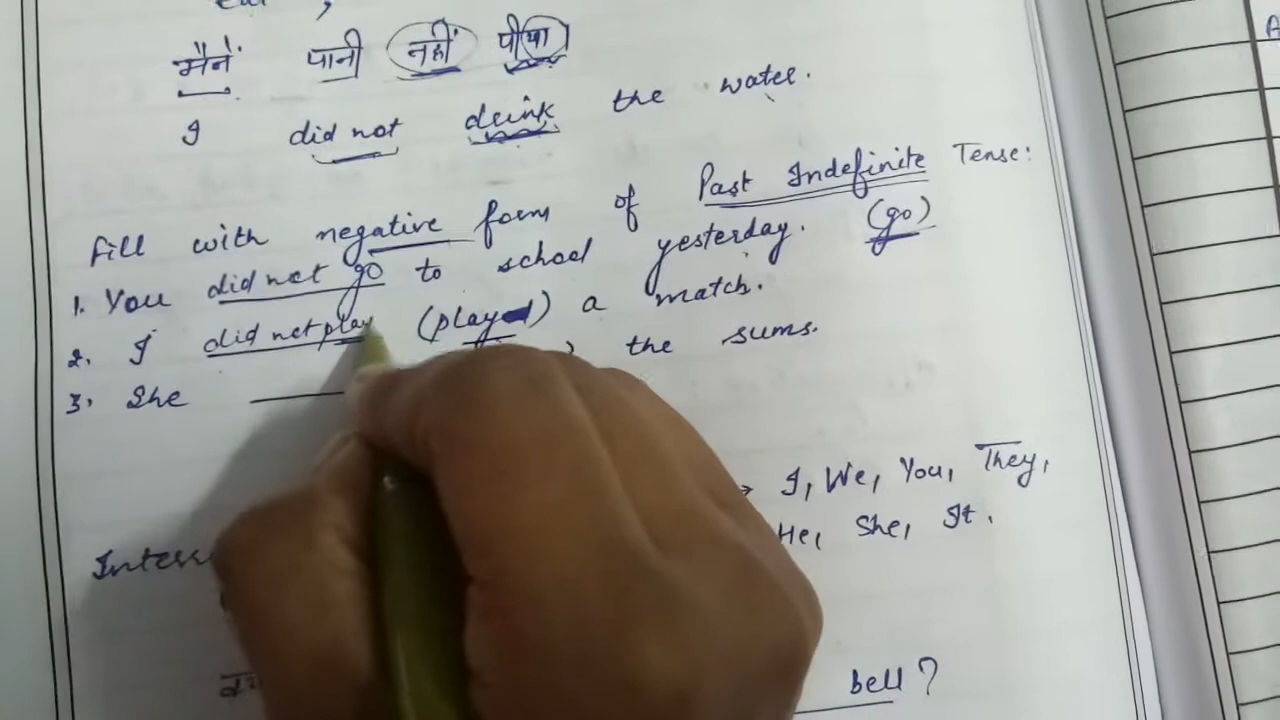 मैंने पानी नहीं पीया
I did not drink the water.
Fill with negative form of Past Indefinite Tense:
1. You did not go to school yesterday. (go)
2. I did not play (play) a match.
3. She the sums.
I, We, You, They,
He, She, It.
bell?